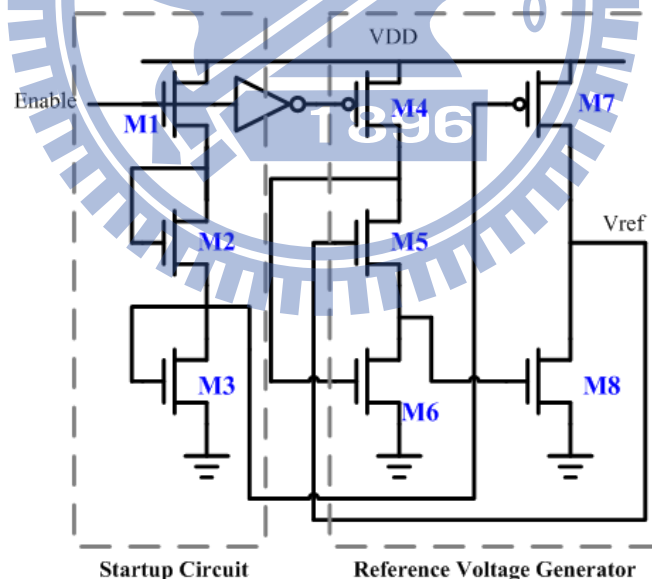 VDD
Enable
M1
M4
M7
1896
M2
M5
Vref
M3
M6
M8
Startup Circuit
Reference Voltage Generator